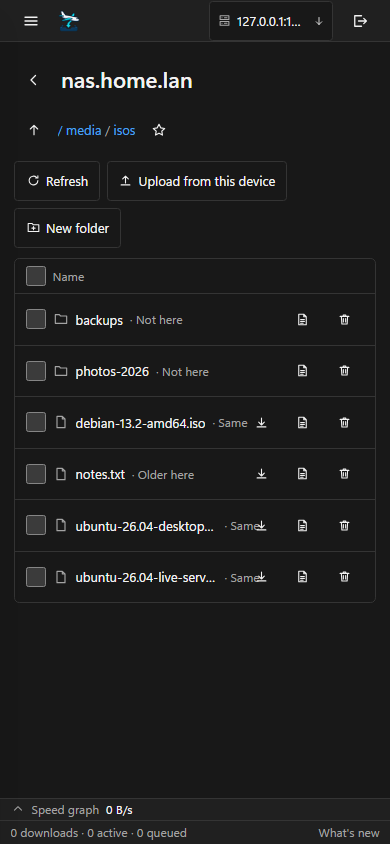 127.0.0.1:1...
nas.home.lan
/ media / isos
Refresh
Upload from this device
New folder
Name
backups · Not here
photos-2026 · Not here
debian-13.2-amd64.iso · Same
notes.txt · Older here
ubuntu-26.04-desktop... · Same
ubuntu-26.04-live-serv... · Same
Speed graph 0 B/s
0 downloads · 0 active · 0 queued What's new